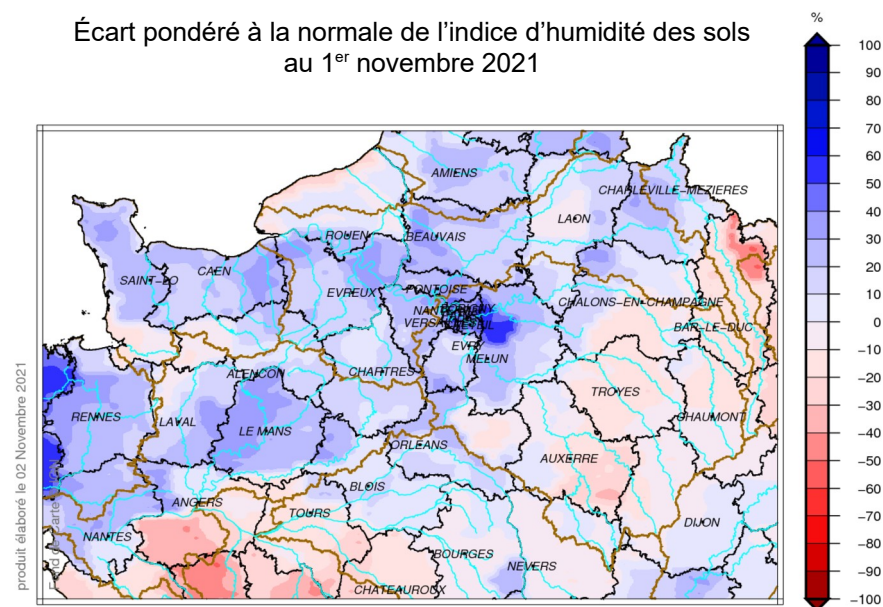 Écart pondéré à la normale de l’indice d’humidité des sols
au 1er novembre 2021
%
100
90
80
70
60
50
40
30
20
10
0
−10
−20
−30
−40
−50
−60
−70
−80
−90
−100
AMIENS
CHARLEVILLE−MEZIERES
LAON
ROUEN
BEAUVAIS
SAINT−LO
CAEN
EVREUX
PONTOISE
CHALONS−EN−CHAMPAGNE
BAR−LE−DUC
EVRY
MELUN
ALENCON
CHARTRES
TROYES
CHAUMONT
RENNES
LAVAL
LE MANS
ORLEANS
AUXERRE
BLOIS
ANGERS
TOURS
DIJON
NANTES
BOURGES
NEVERS
CHATEAUROUX
produit élaboré le 02 Novembre 2021